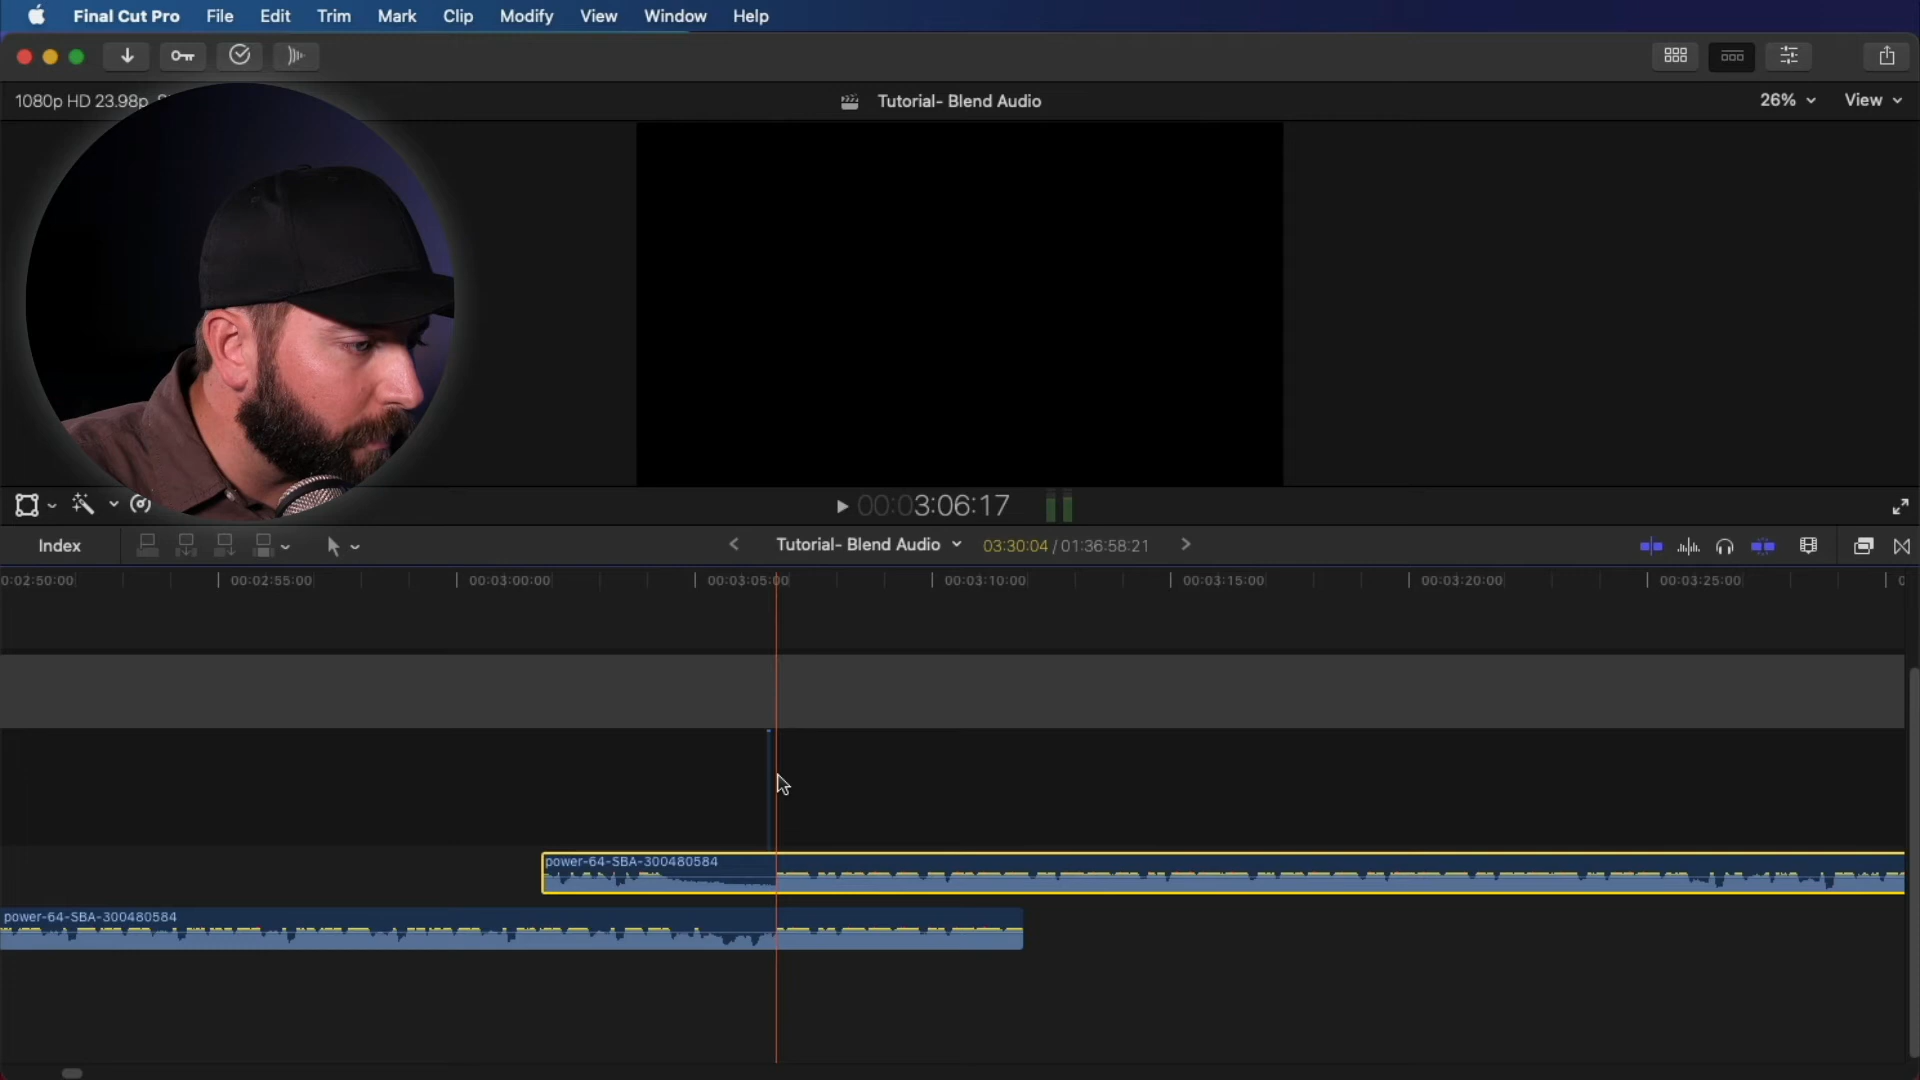 Final Cut Pro File Edit Trim Mark Clip Modify View Window Help
1080p HD 23.98p
Tutorial- Blend Audio
26% View
00:03:06:17
Index
Tutorial- Blend Audio 03:30:04 / 01:36:58:21
0:02:50:00 00:02:55:00 00:03:00:00 00:03:05:00 00:03:10:00 00:03:15:00 00:03:20:00 00:03:25:00
power-64-SBA-300480584
power-64-SBA-300480584